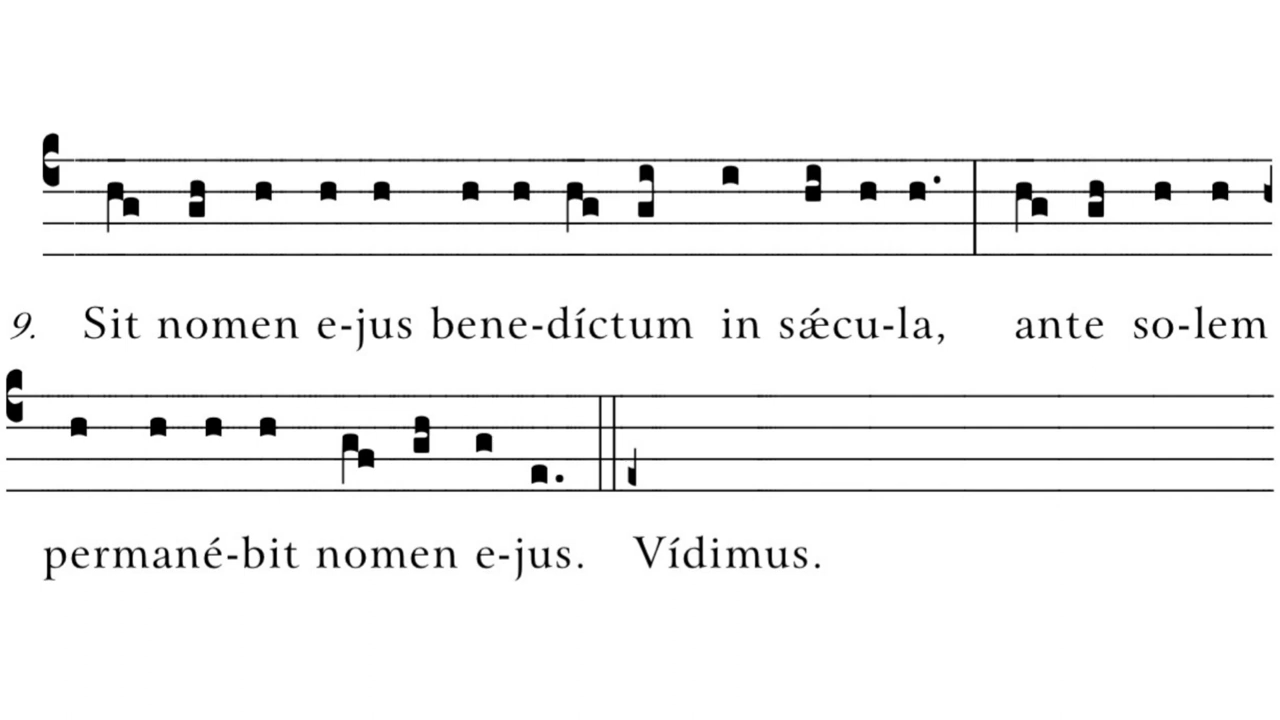 9. Sit nomen e-jus bene-díctum in sǽcu-la, ante so-lem
permané-bit nomen e-jus. Vídimus.